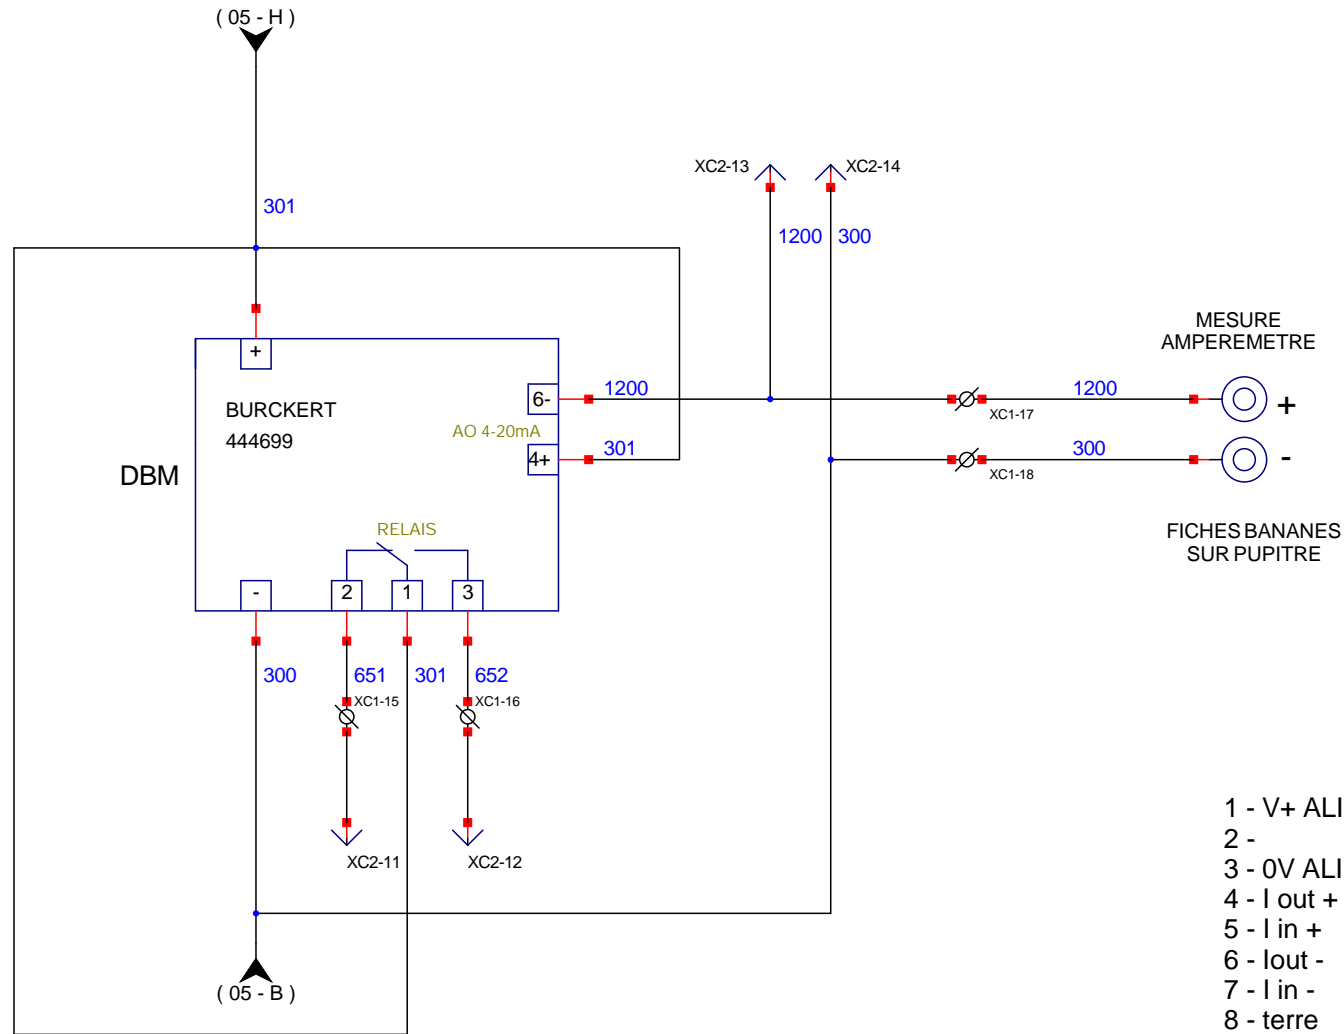 ( 05 - H )
XC2-13
XC2-14
301
1200
300
MESURE
AMPEREMETRE
+
BURCKERT
444699
6-
1200
1200
XC1-17
+
AO 4-20mA
4+
301
300
XC1-18
-
DBM
RELAIS
FICHES BANANES
SUR PUPITRE
-
2
1
3
300
651
301
652
XC1-15
XC1-16
XC2-11
XC2-12
( 05 - B )
1 - V+ ALI
2 -
3 - 0V ALI
4 - I out +
5 - I in +
6 - Iout -
7 - I in -
8 - terre